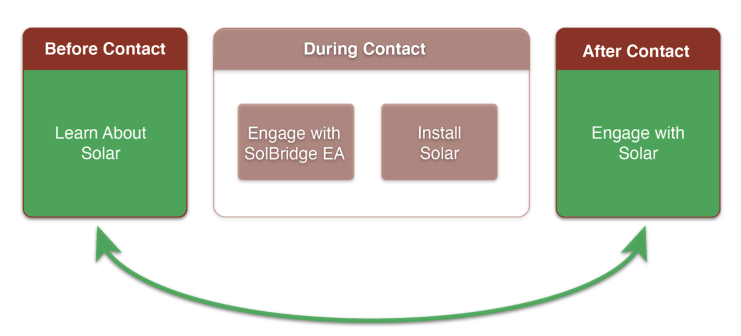 Before Contact
During Contact
After Contact
Learn About
Solar
Engage with
SolBridge EA
Install
Solar
Engage with
Solar